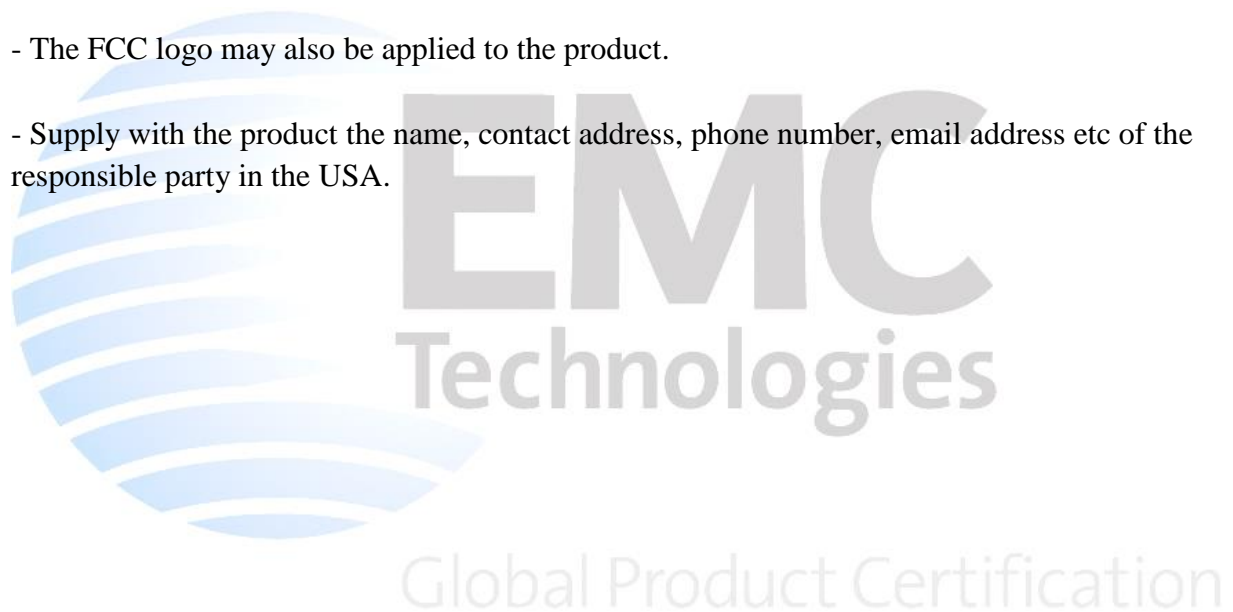 - The FCC logo may also be applied to the product.
- Supply with the product the name, contact address, phone number, email address etc of the
responsible party in the USA.
EMC
Technologies
Global Product Certification